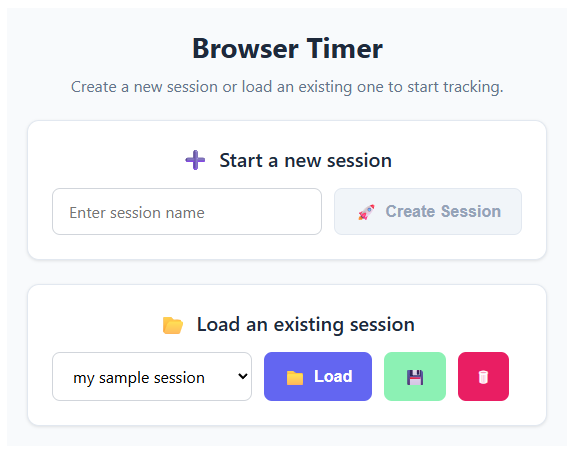 Browser Timer
Create a new session or load an existing one to start tracking.
Start a new session
Enter session name
Create Session
Load an existing session
my sample session
Load